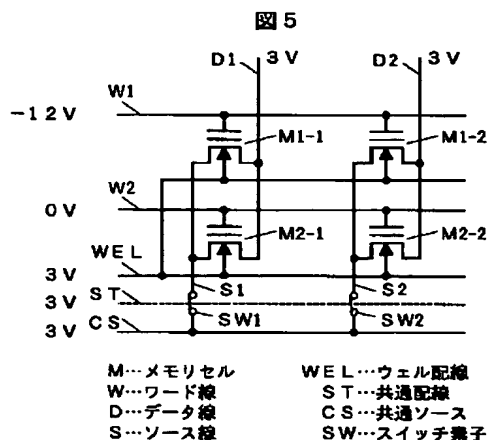 図5
D1 3V D2 3V
W1
-12V
M1-1 M1-2
W2
0V
M2-1 M2-2
WEL
3V
S1 S2
ST
3V
SW1 SW2
CS
3V
M…メモリセル WEL…ウェル配線
W…ワード線 ST…共通配線
D…データ線 CS…共通ソース
S…ソース線 SW…スイッチ素子